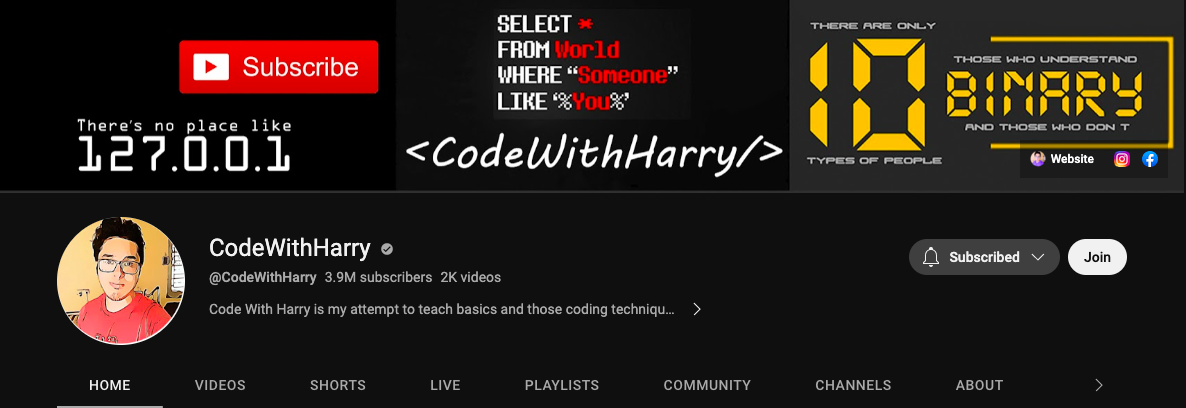 Subscribe
There's no place like
127.0.0.1
SELECT *
FROM World
WHERE “Someone”
LIKE ‘%You%’
<CodeWithHarry/>
THERE ARE ONLY
10
TYPES OF PEOPLE
THOSE WHO UNDERSTAND
BINARY
AND THOSE WHO DON T
Website
CodeWithHarry
@CodeWithHarry 3.9M subscribers 2K videos
Code With Harry is my attempt to teach basics and those coding techniqu...
Subscribed
Join
HOME VIDEOS SHORTS LIVE PLAYLISTS COMMUNITY CHANNELS ABOUT